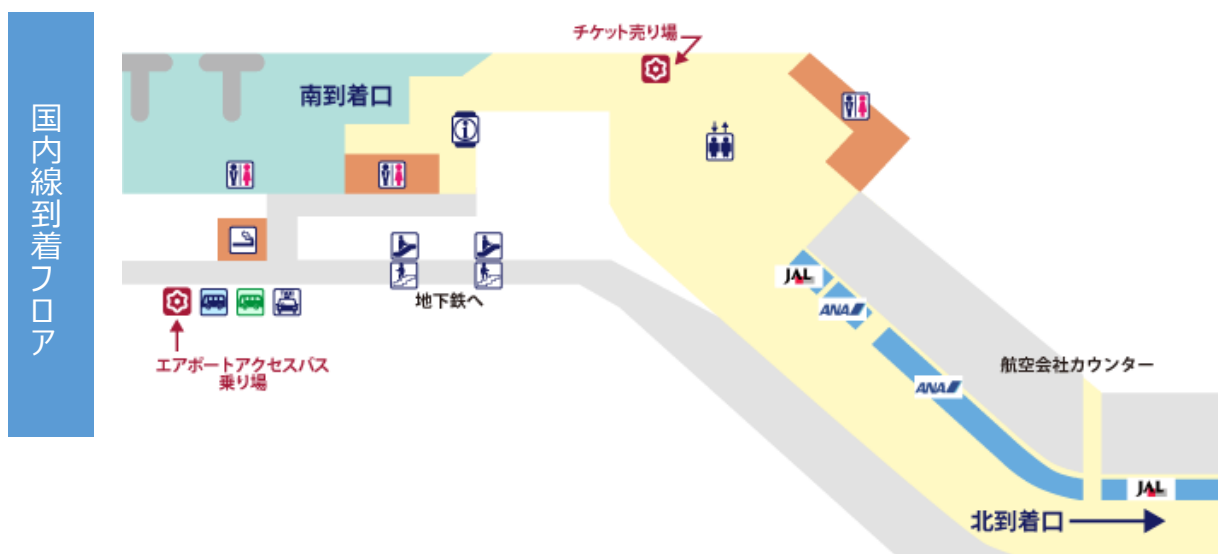 国内線到着フロア
チケット売り場
南到着口
地下鉄へ
エアポートアクセスバス
乗り場
JAL
ANA
ANA
航空会社カウンター
JAL
北到着口